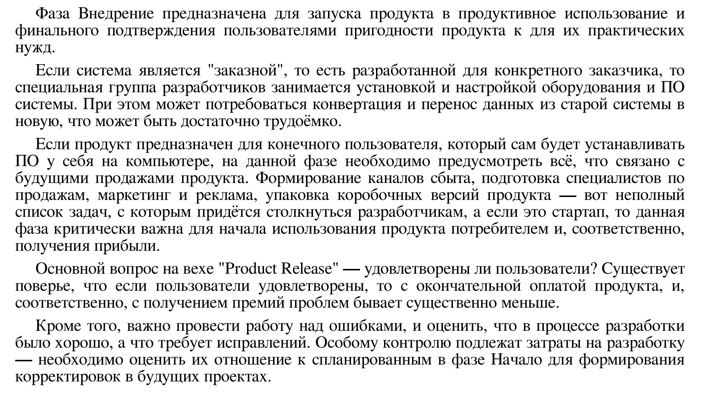 Фаза Внедрение предназначена для запуска продукта в продуктивное использование и
финального подтверждения пользователями пригодности продукта к для их практических
нужд.
Если система является "заказной", то есть разработанной для конкретного заказчика, то
специальная группа разработчиков занимается установкой и настройкой оборудования и ПО
системы. При этом может потребоваться конвертация и перенос данных из старой системы в
новую, что может быть достаточно трудоёмко.
Если продукт предназначен для конечного пользователя, который сам будет устанавливать
ПО у себя на компьютере, на данной фазе необходимо предусмотреть всё, что связано с
будущими продажами продукта. Формирование каналов сбыта, подготовка специалистов по
продажам, маркетинг и реклама, упаковка коробочных версий продукта — вот неполный
список задач, с которым придётся столкнуться разработчикам, а если это стартап, то данная
фаза критически важна для начала использования продукта потребителем и, соответственно,
получения прибыли.
Основной вопрос на вехе "Product Release" — удовлетворены ли пользователи? Существует
поверье, что если пользователи удовлетворены, то с окончательной оплатой продукта, и,
соответственно, с получением премий проблем бывает существенно меньше.
Кроме того, важно провести работу над ошибками, и оценить, что в процессе разработки
было хорошо, а что требует исправлений. Особому контролю подлежат затраты на разработку
— необходимо оценить их отношение к спланированным в фазе Начало для формирования
корректировок в будущих проектах.